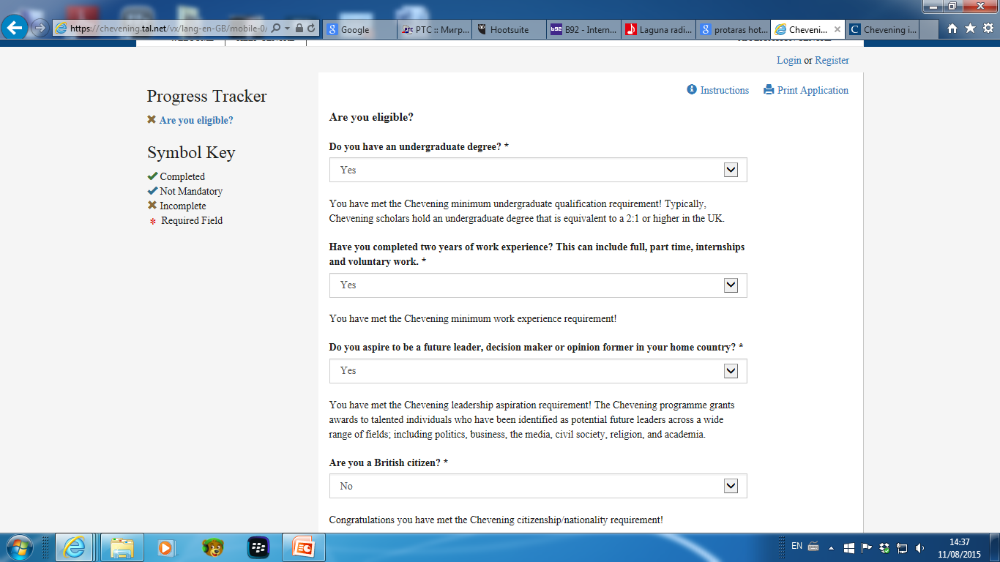 https://chevening.tal.net/vx/lang-en-GB/mobile-0/
Google
РТС :: Мигр...
Hootsuite
B92 - Intern...
Laguna radi...
protaras hot...
Cheveni...
Chevening i...
Login or Register
Progress Tracker
Are you eligible?
Symbol Key
Completed
Not Mandatory
Incomplete
* Required Field
Instructions
Print Application
Are you eligible?
Do you have an undergraduate degree? *
Yes
You have met the Chevening minimum undergraduate qualification requirement! Typically,
Chevening scholars hold an undergraduate degree that is equivalent to a 2:1 or higher in the UK.
Have you completed two years of work experience? This can include full, part time, internships
and voluntary work. *
Yes
You have met the Chevening minimum work experience requirement!
Do you aspire to be a future leader, decision maker or opinion former in your home country? *
Yes
You have met the Chevening leadership aspiration requirement! The Chevening programme grants
awards to talented individuals who have been identified as potential future leaders across a wide
range of fields; including politics, business, the media, civil society, religion, and academia.
Are you a British citizen? *
No
Congratulations you have met the Chevening citizenship/nationality requirement!
EN
14:37
11/08/2015